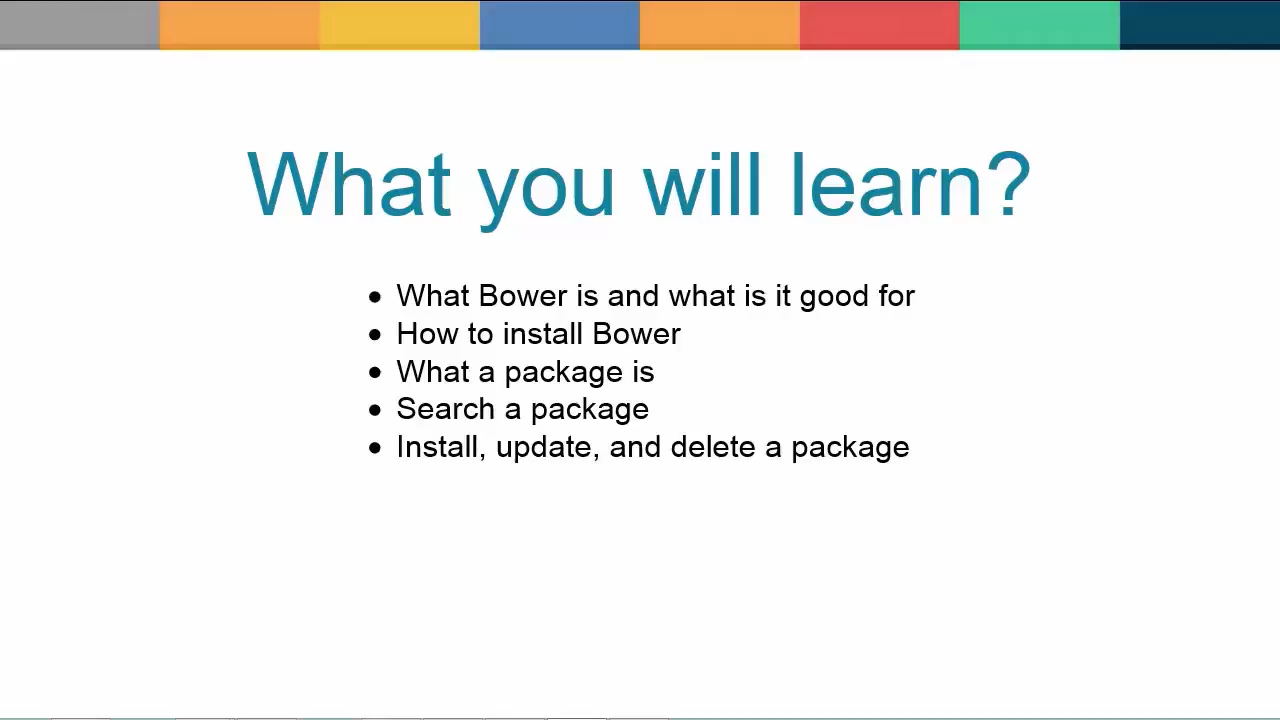 What you will learn?
• What Bower is and what is it good for
• How to install Bower
• What a package is
• Search a package
• Install, update, and delete a package